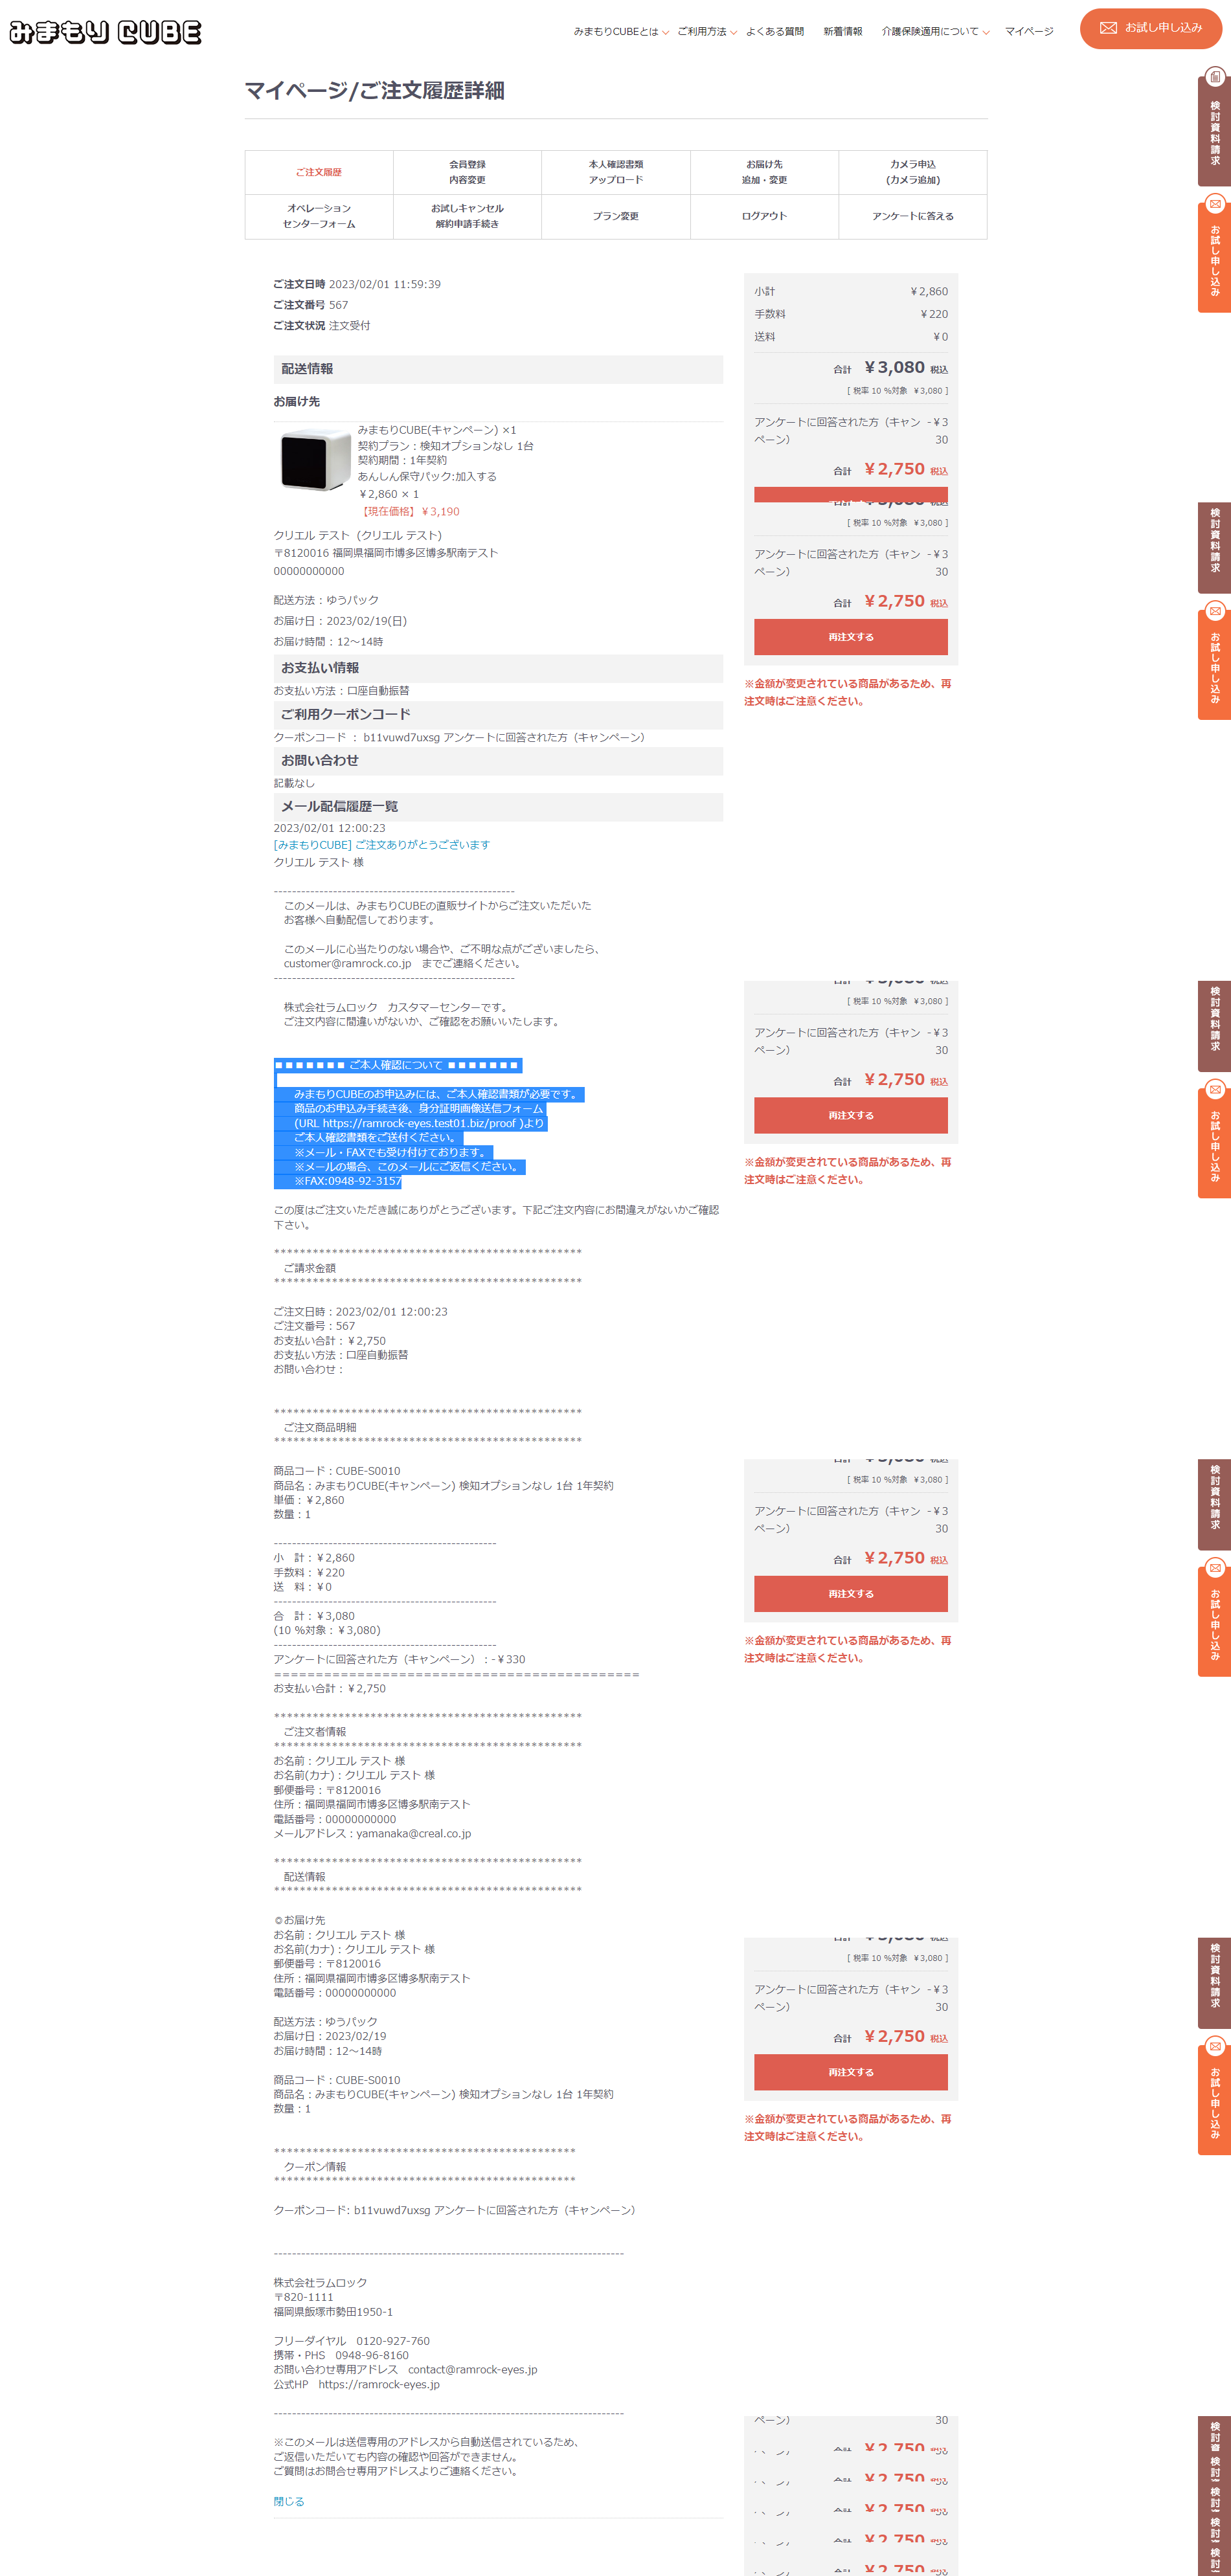 みまもりCUBE
みまもりCUBEとは
ご利用方法
よくある質問
新着情報
介護保険適用について
マイページ
お試し申し込み
マイページ/ご注文履歴詳細
検討資料請求
お試し申し込み
ご注文履歴
会員登録
内容変更
本人確認書類
アップロード
お届け先
追加・変更
カメラ申込
(カメラ追加)
オペレーション
センターフォーム
お試しキャンセル
解約申請手続き
プラン変更
ログアウト
アンケートに答える
ご注文日時 2023/02/01 11:59:39
ご注文番号 567
ご注文状況 注文受付
配送情報
お届け先
みまもりCUBE(キャンペーン) ×1
契約プラン：検知オプションなし 1台
契約期間：1年契約
あんしん保守パック:加入する
￥2,860 × 1
【現在価格】￥3,190
クリエル テスト (クリエル テスト)
〒8120016 福岡県福岡市博多区博多駅南テスト
00000000000
配送方法：ゆうパック
お届け日：2023/02/19(日)
お届け時間：12～14時
お支払い情報
お支払い方法：口座自動振替
ご利用クーポンコード
クーポンコード ： b11vuwd7uxsg アンケートに回答された方（キャンペーン）
お問い合わせ
記載なし
メール配信履歴一覧
2023/02/01 12:00:23
[みまもりCUBE] ご注文ありがとうございます
クリエル テスト 様
-----------------------------------------------------
このメールは、みまもりCUBEの直販サイトからご注文いただいた
お客様へ自動配信しております。
このメールに心当たりのない場合や、ご不明な点がございましたら、
customer@ramrock.co.jp　までご連絡ください。
-----------------------------------------------------
株式会社ラムロック　カスタマーセンターです。
ご注文内容に間違いがないか、ご確認をお願いいたします。
■■■■■■■ ご本人確認について ■■■■■■■
みまもりCUBEのお申込みには、ご本人確認書類が必要です。
商品のお申込み手続き後、身分証明画像送信フォーム
(URL https://ramrock-eyes.test01.biz/proof )より
ご本人確認書類をご送付ください。
※メール・FAXでも受け付けております。
※メールの場合、このメールにご返信ください。
※FAX:0948-92-3157
この度はご注文いただき誠にありがとうございます。下記ご注文内容にお間違えがないかご確認
下さい。
************************************************
ご請求金額
************************************************
ご注文日時：2023/02/01 12:00:23
ご注文番号：567
お支払い合計：￥2,750
お支払い方法：口座自動振替
お問い合わせ：
************************************************
ご注文商品明細
************************************************
商品コード：CUBE-S0010
商品名：みまもりCUBE(キャンペーン) 検知オプションなし 1台 1年契約
単価：￥2,860
数量：1
-------------------------------------------------
小　計：￥2,860
手数料：￥220
送　料：￥0
-------------------------------------------------
合　計：￥3,080
(10 %対象：￥3,080)
-------------------------------------------------
アンケートに回答された方（キャンペーン）：-￥330
============================================
お支払い合計：￥2,750
************************************************
ご注文者情報
************************************************
お名前：クリエル テスト 様
お名前(カナ)：クリエル テスト 様
郵便番号：〒8120016
住所：福岡県福岡市博多区博多駅南テスト
電話番号：00000000000
メールアドレス：yamanaka@creal.co.jp
************************************************
配送情報
************************************************
◎お届け先
お名前：クリエル テスト 様
お名前(カナ)：クリエル テスト 様
郵便番号：〒8120016
住所：福岡県福岡市博多区博多駅南テスト
電話番号：00000000000
配送方法：ゆうパック
お届け日：2023/02/19
お届け時間：12～14時
商品コード：CUBE-S0010
商品名：みまもりCUBE(キャンペーン) 検知オプションなし 1台 1年契約
数量：1
***********************************************
クーポン情報
***********************************************
クーポンコード: b11vuwd7uxsg アンケートに回答された方（キャンペーン）
-----------------------------------------------------------------------------
株式会社ラムロック
〒820-1111
福岡県飯塚市勢田1950-1
フリーダイヤル　0120-927-760
携帯・PHS　0948-96-8160
お問い合わせ専用アドレス　contact@ramrock-eyes.jp
公式HP　https://ramrock-eyes.jp
-----------------------------------------------------------------------------
※このメールは送信専用のアドレスから自動送信されているため、
ご返信いただいても内容の確認や回答ができません。
ご質問はお問合せ専用アドレスよりご連絡ください。
閉じる
小計 ￥2,860
手数料 ￥220
送料 ￥0
合計 ￥3,080 税込
[ 税率 10 %対象 ￥3,080 ]
アンケートに回答された方（キャン -￥3
ペーン） 30
合計 ￥2,750 税込
[ 税率 10 %対象 ￥3,080 ]
アンケートに回答された方（キャン -￥3
ペーン） 30
合計 ￥2,750 税込
再注文する
※金額が変更されている商品があるため、再
注文時はご注意ください。
検討資料請求
お試し申し込み
[ 税率 10 %対象 ￥3,080 ]
アンケートに回答された方（キャン -￥3
ペーン） 30
合計 ￥2,750 税込
再注文する
※金額が変更されている商品があるため、再
注文時はご注意ください。
検討資料請求
お試し申し込み
[ 税率 10 %対象 ￥3,080 ]
アンケートに回答された方（キャン -￥3
ペーン） 30
合計 ￥2,750 税込
再注文する
※金額が変更されている商品があるため、再
注文時はご注意ください。
検討資料請求
お試し申し込み
[ 税率 10 %対象 ￥3,080 ]
アンケートに回答された方（キャン -￥3
ペーン） 30
合計 ￥2,750 税込
再注文する
※金額が変更されている商品があるため、再
注文時はご注意ください。
検討資料請求
お試し申し込み
ペーン） 30
￥2,750
￥2,750
￥2,750
￥2,750
￥2,750
検討
検討
検討
検討
検討